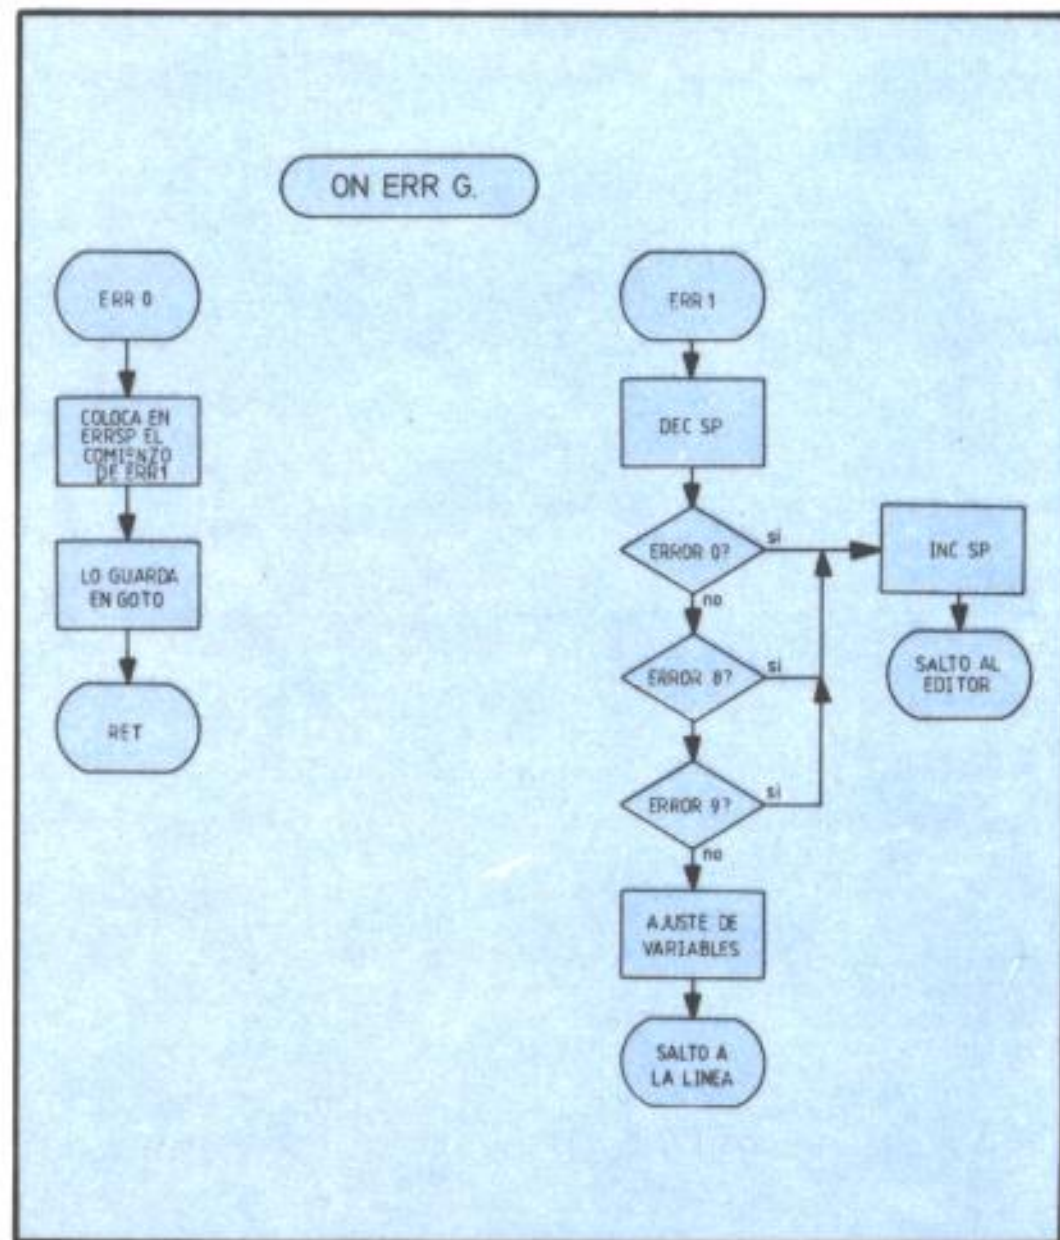 ON ERR G.
ERR 0
COLOCA EN
ERRSP EL
COMIENZO
DE ERR1
LO GUARDA
EN GOTO
RET
ERR 1
DEC SP
ERROR 0?
si
no
INC SP
SALTO AL
EDITOR
ERROR 8?
si
ERROR 9?
si
no
AJUSTE DE
VARIABLES
SALTO A
LA LINEA